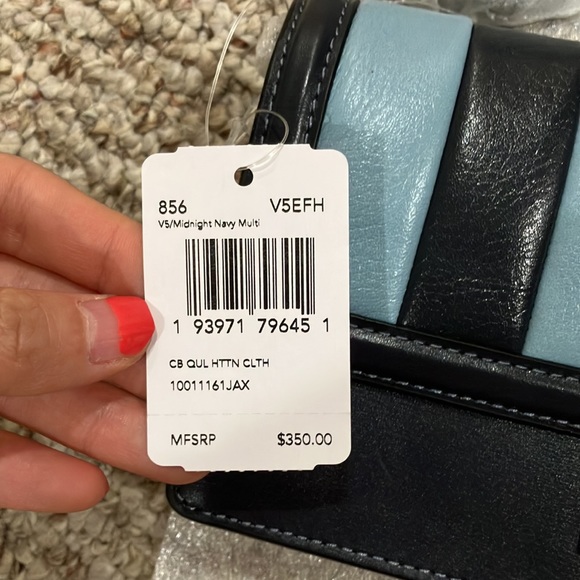 856 V5EFH
V5/Midnight Navy Multi
1 93971 79645 1
CB QUL HTTN CLTH
10011161JAX
MFSRP $350.00